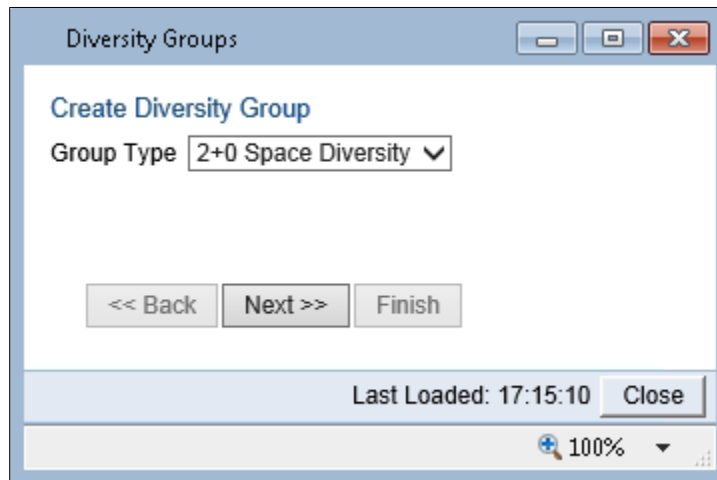 Diversity Groups
Create Diversity Group
Group Type 2+0 Space Diversity
<< Back Next >> Finish
Last Loaded: 17:15:10 Close
100%